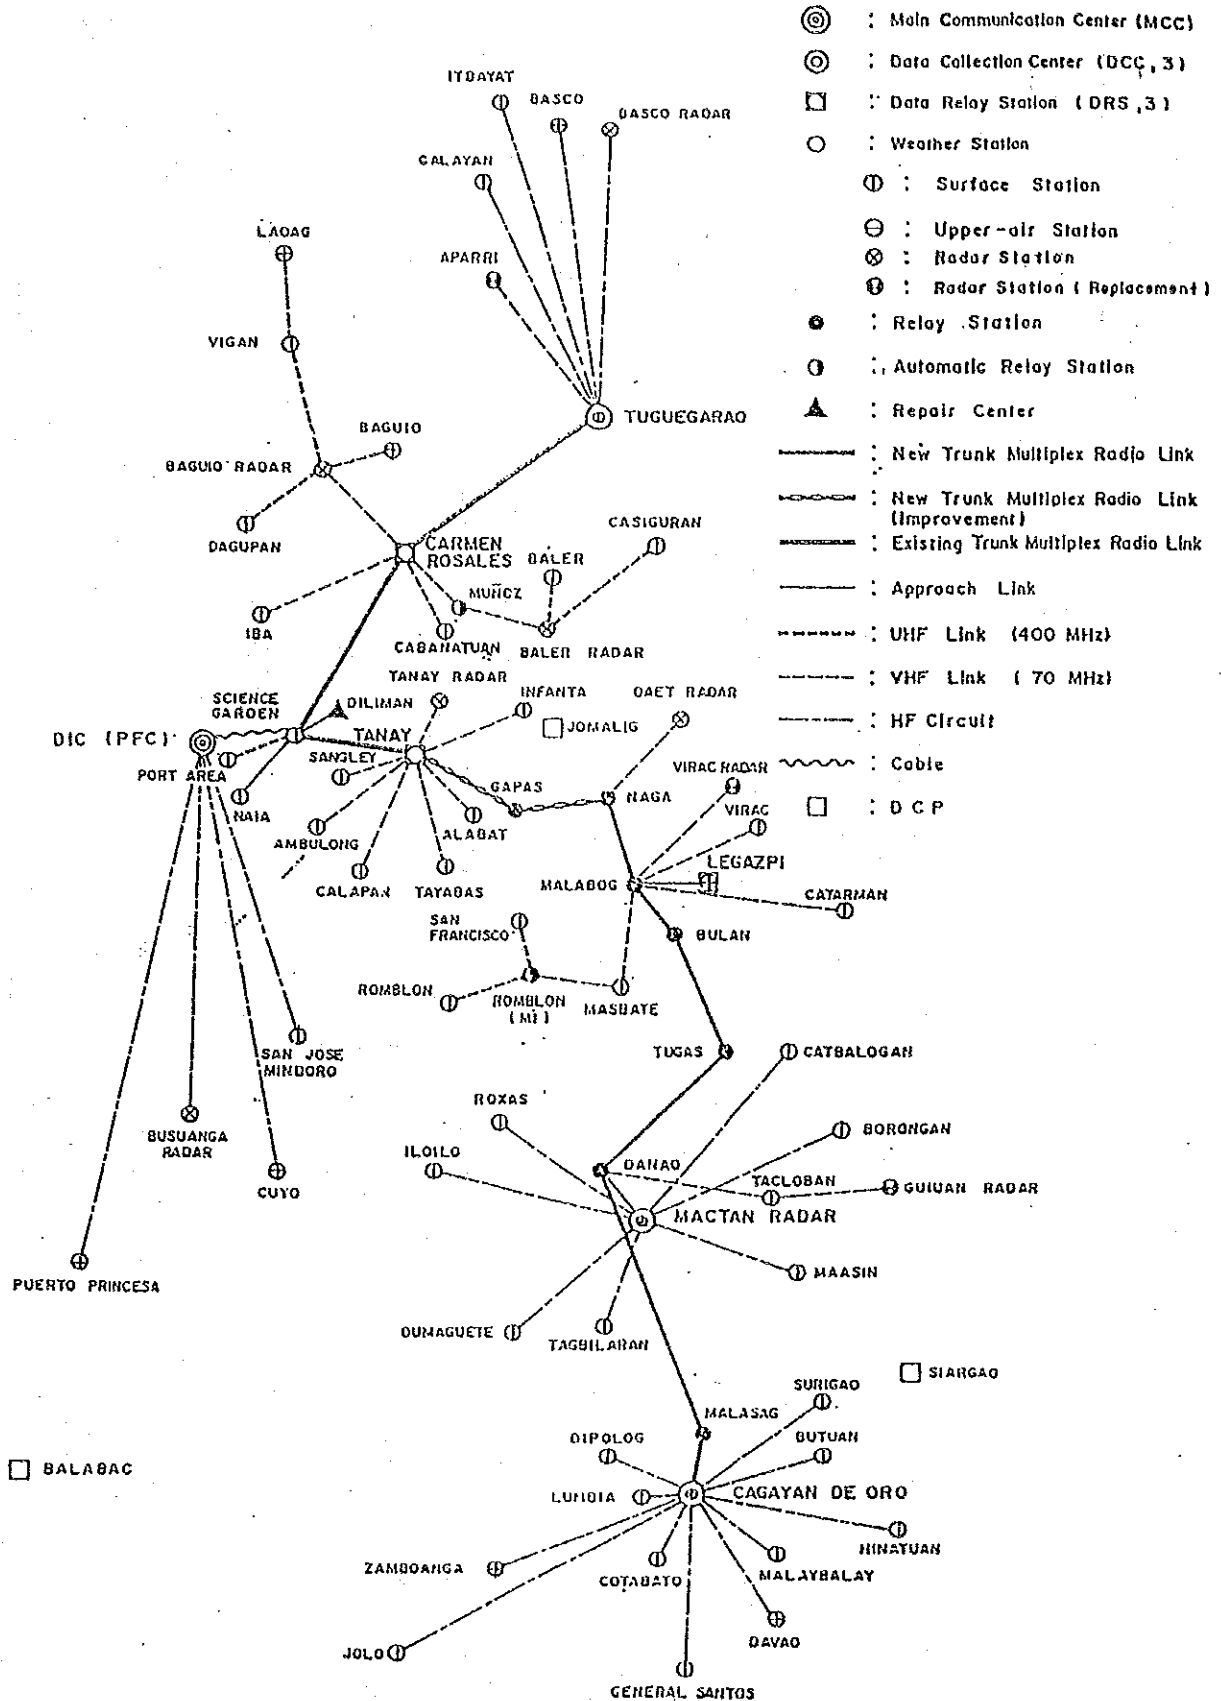 : Main Communication Center (MCC)
: Data Collection Center (DCC, 3)
: Data Relay Station (DRS, 3)
: Weather Station
: Surface Station
: Upper-air Station
: Radar Station
: Radar Station (Replacement)
: Relay Station
: Automatic Relay Station
: Repair Center
: New Trunk Multiplex Radio Link
: New Trunk Multiplex Radio Link
(Improvement)
: Existing Trunk Multiplex Radio Link
: Approach Link
: UHF Link (400 MHz)
: VHF Link (70 MHz)
: HF Circuit
: Cable
: DCP
ITBAYAT
BASCO
BASCO RADAR
CALAYAN
LAOAG
APARRI
VIGAN
TUGUEGARAO
BAGUIO
BAGUIO RADAR
DAGUPAN
CARMEN
ROSALES
CASIGURAN
BALER
MUÑOZ
IBA
CABANATUAN
BALER RADAR
TANAY RADAR
SCIENCE
GARDEN
DILIMAN
INFANTA
DAET RADAR
DIC (PFC)
TANAY
JOMALIG
PORT AREA
SANGLEY
GAPAS
NAGA
VIRAC RADAR
NAIA
VIRAC
AMBULONG
ALABAT
CALAPAN
TAYABAS
MALABOG
LEGAZPI
CATARMAN
SAN
FRANCISCO
BULAN
ROMBLON
ROMBLON
(MI)
MASBATE
SAN JOSE
MINDORO
TUGAS
CATBALOGAN
ROXAS
BUSUANGA
RADAR
ILOILO
BORONGAN
CUYO
DANAO
TACLOBAN
GUIUAN RADAR
MACTAN RADAR
PUERTO PRINCESA
MAASIN
DUMAGUETE
TAGBILARAN
SIARGAO
SURIGAO
MALASAG
DIPOLOG
BUTUAN
BALABAC
LUMBIA
CAGAYAN DE ORO
HINATUAN
ZAMBOANGA
COTABATO
MALAYBALAY
DAVAO
JOLO
GENERAL SANTOS